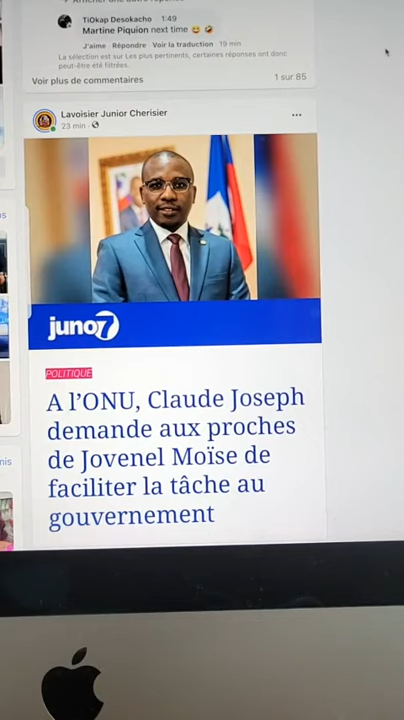 TiOkap Desokacho 1:49
Martine Piquion next time
J'aime · Répondre · Voir la traduction · 19 min
La sélection est sur Les plus pertinents, certaines réponses ont donc
peut-être été filtrées.
Voir plus de commentaires
1 sur 85
Lavoisier Junior Cherisier
23 min ·
juno7
POLITIQUE
A l'ONU, Claude Joseph
demande aux proches
de Jovenel Moïse de
faciliter la tâche au
gouvernement